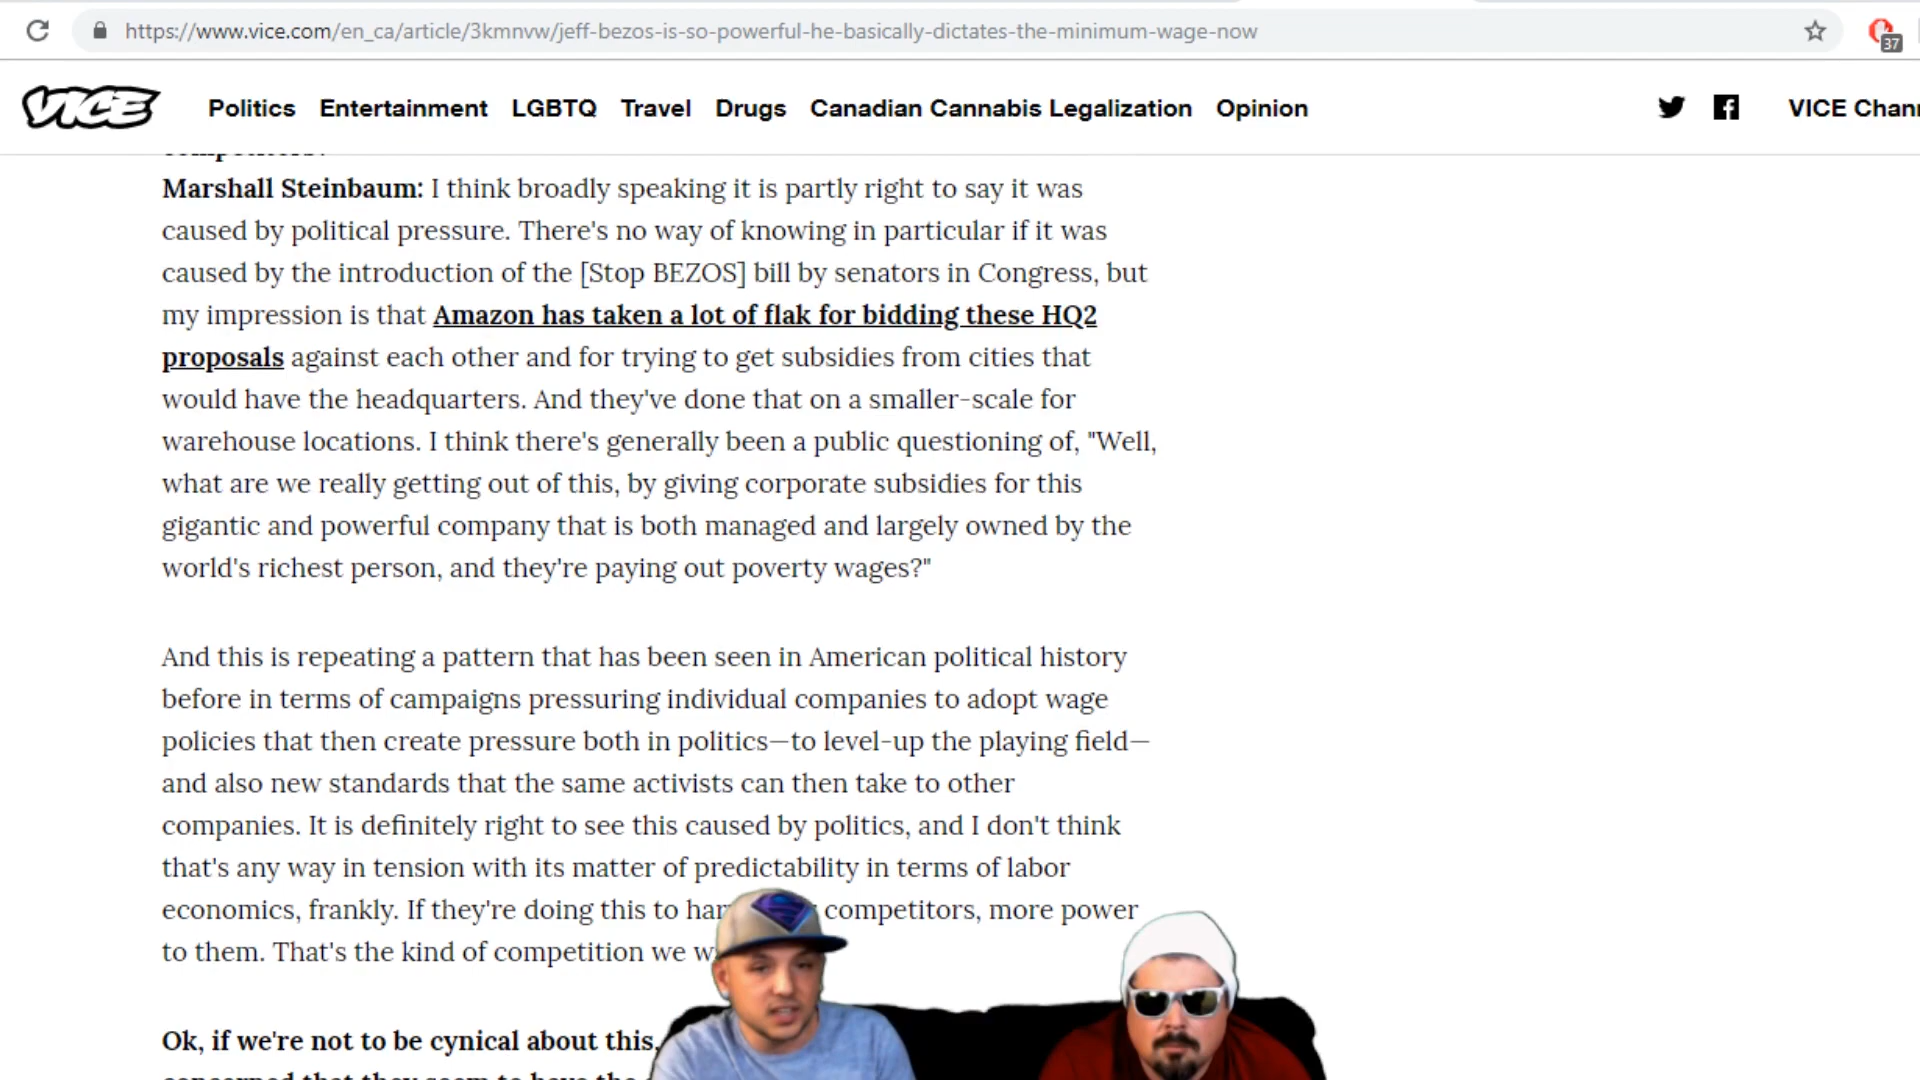 https://www.vice.com/en_ca/article/3kmnvw/jeff-bezos-is-so-powerful-he-basically-dictates-the-minimum-wage-now
37
VICE Politics Entertainment LGBTQ Travel Drugs Canadian Cannabis Legalization Opinion VICE Chan
Marshall Steinbaum: I think broadly speaking it is partly right to say it was
caused by political pressure. There's no way of knowing in particular if it was
caused by the introduction of the [Stop BEZOS] bill by senators in Congress, but
my impression is that Amazon has taken a lot of flak for bidding these HQ2
proposals against each other and for trying to get subsidies from cities that
would have the headquarters. And they've done that on a smaller-scale for
warehouse locations. I think there's generally been a public questioning of, "Well,
what are we really getting out of this, by giving corporate subsidies for this
gigantic and powerful company that is both managed and largely owned by the
world's richest person, and they're paying out poverty wages?"
And this is repeating a pattern that has been seen in American political history
before in terms of campaigns pressuring individual companies to adopt wage
policies that then create pressure both in politics—to level-up the playing field—
and also new standards that the same activists can then take to other
companies. It is definitely right to see this caused by politics, and I don't think
that's any way in tension with its matter of predictability in terms of labor
economics, frankly. If they're doing this to har competitors, more power
to them. That's the kind of competition we w
Ok, if we're not to be cynical about this,
concerned that they seem to have the